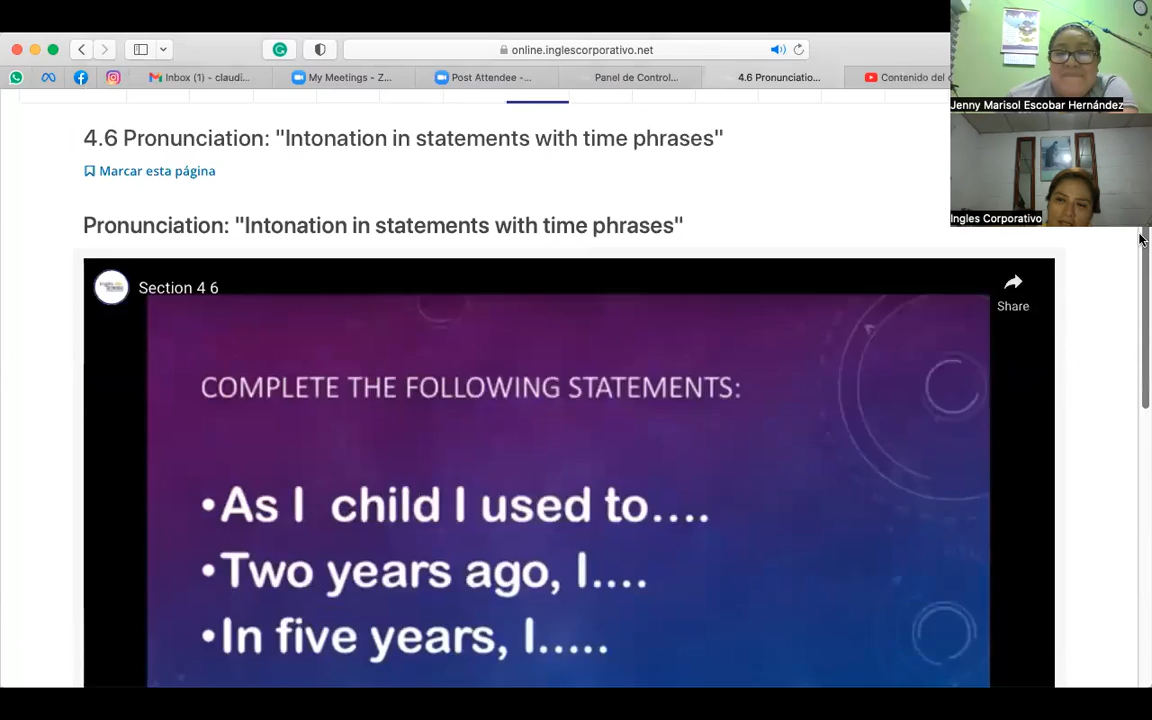 online.inglescorporativo.net
Inbox (1) – claudi...
My Meetings - Z...
Post Attendee -...
Panel de Control...
4.6 Pronunciatio...
Contenido del c
Jenny Marisol Escobar Hernández
Ingles Corporativo
4.6 Pronunciation: "Intonation in statements with time phrases"
Marcar esta página
Pronunciation: "Intonation in statements with time phrases"
Section 4 6
Share
COMPLETE THE FOLLOWING STATEMENTS:
•As I child I used to....
•Two years ago, I....
•In five years, I.....